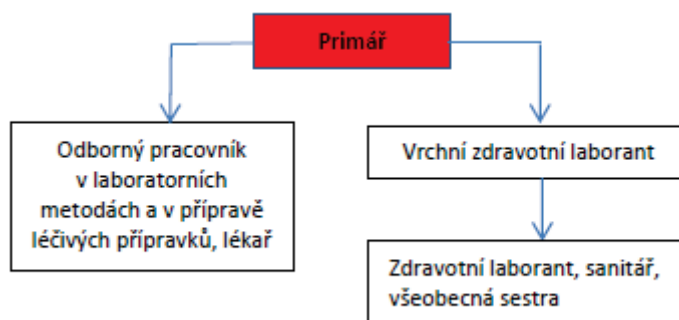 Primář
Odborný pracovník
v laboratorních
metodách a v přípravě
léčivých přípravků, lékař
Vrchní zdravotní laborant
Zdravotní laborant, sanitář,
všeobecná sestra